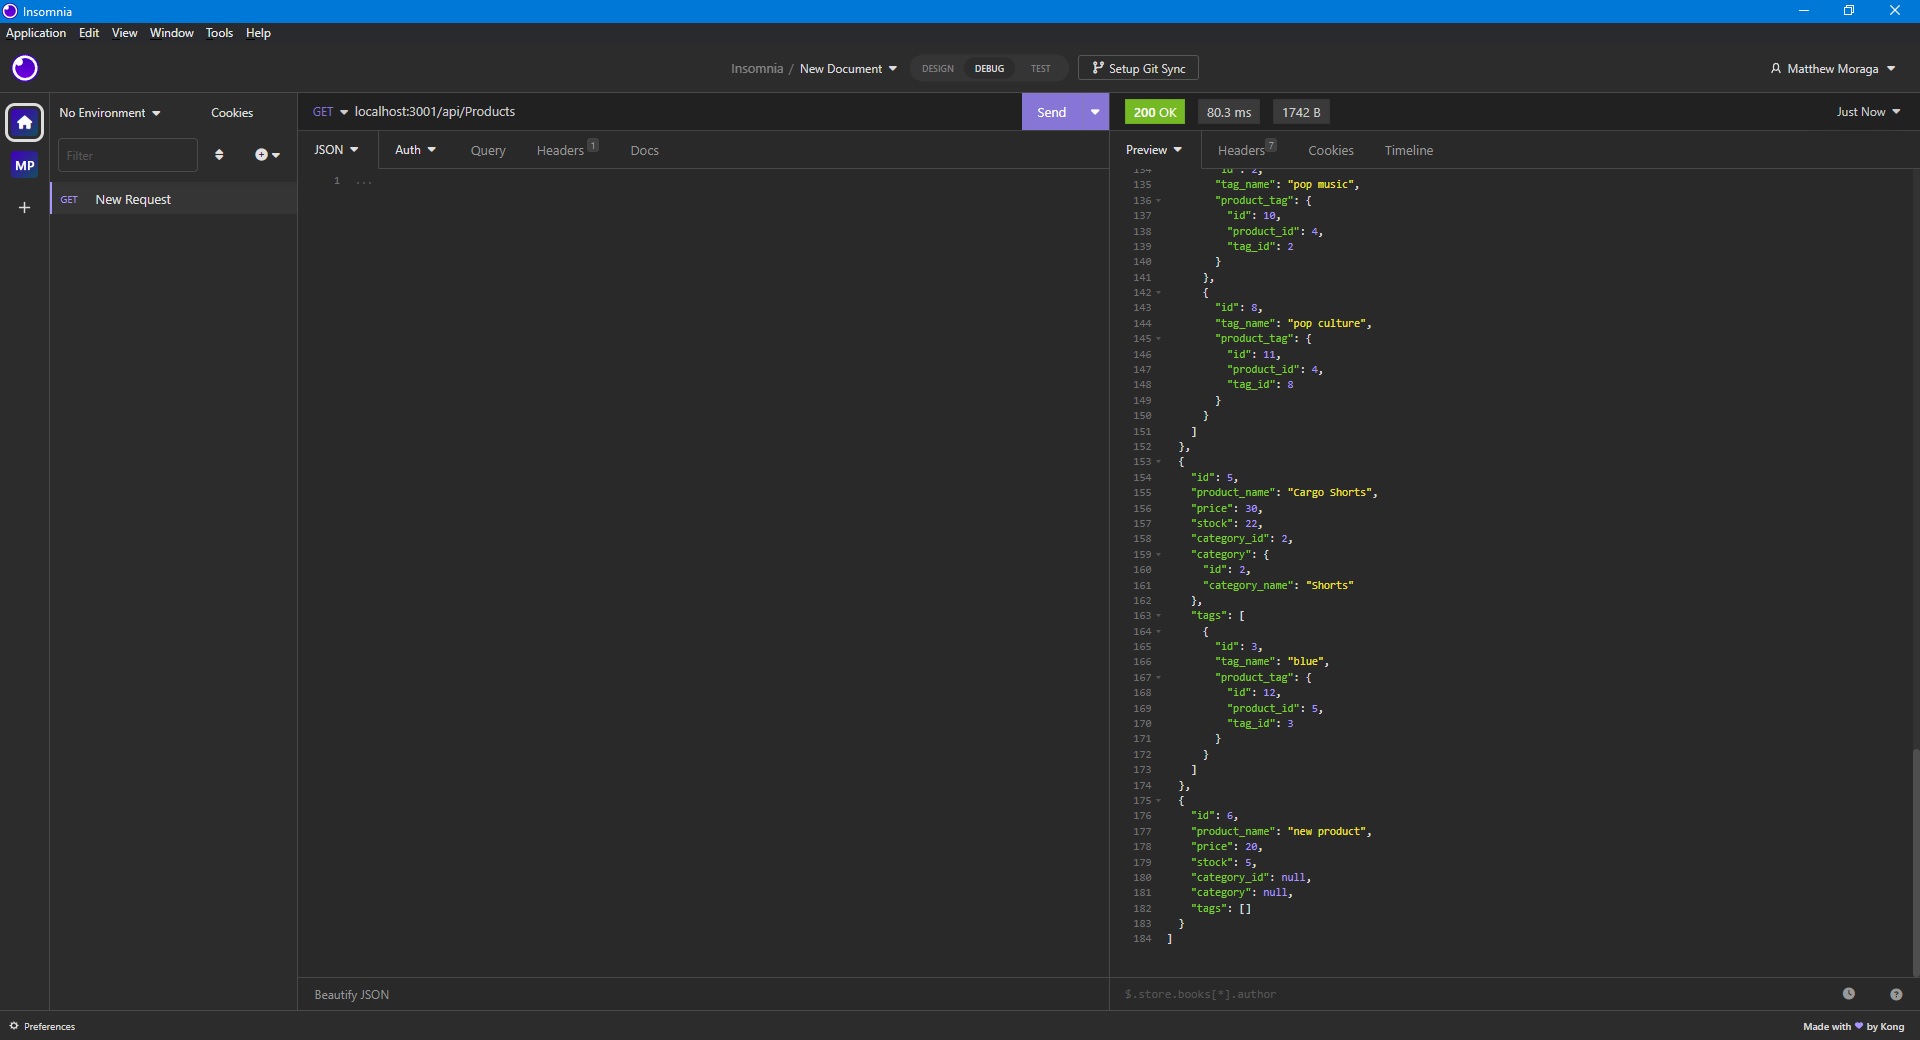 Insomnia
Application Edit View Window Tools Help
Insomnia / New Document DESIGN DEBUG TEST Setup Git Sync Matthew Moraga
No Environment Cookies
GET localhost:3001/api/Products Send
200 OK 80.3 ms 1742 B Just Now
Filter
JSON Auth Query Headers 1 Docs
Preview Headers 7 Cookies Timeline
MP
GET New Request
1 ...
134 "id": 2,
135 "tag_name": "pop music",
136 "product_tag": {
137 "id": 10,
138 "product_id": 4,
139 "tag_id": 2
140 }
141 },
142 {
143 "id": 8,
144 "tag_name": "pop culture",
145 "product_tag": {
146 "id": 11,
147 "product_id": 4,
148 "tag_id": 8
149 }
150 }
151 ]
152 },
153 {
154 "id": 5,
155 "product_name": "Cargo Shorts",
156 "price": 30,
157 "stock": 22,
158 "category_id": 2,
159 "category": {
160 "id": 2,
161 "category_name": "Shorts"
162 },
163 "tags": [
164 {
165 "id": 3,
166 "tag_name": "blue",
167 "product_tag": {
168 "id": 12,
169 "product_id": 5,
170 "tag_id": 3
171 }
172 }
173 ]
174 },
175 {
176 "id": 6,
177 "product_name": "new product",
178 "price": 20,
179 "stock": 5,
180 "category_id": null,
181 "category": null,
182 "tags": []
183 }
184 ]
Beautify JSON
$.store.books[*].author
Preferences
Made with ♥ by Kong